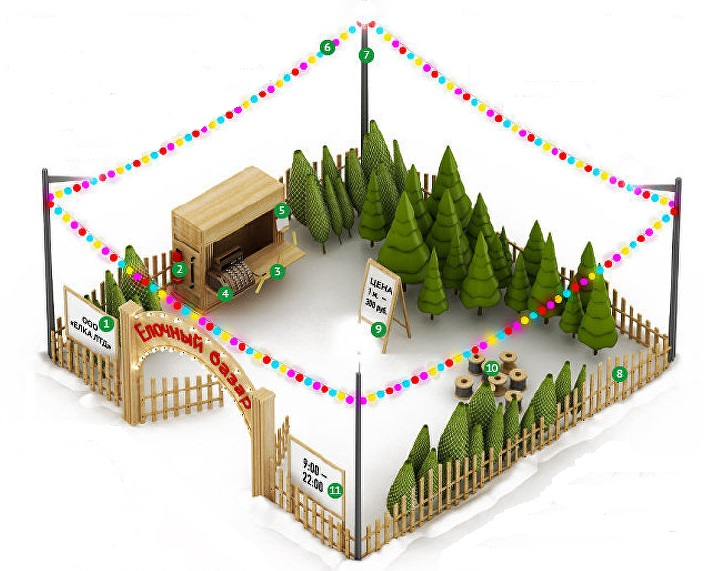 6
7
5
2
3
4
ЦЕНА
1 м. –
300 руб.
9
1
ООО
«ЕЛКА ЛТД»
Елочный базар
10
8
9:00 –
22:00
11